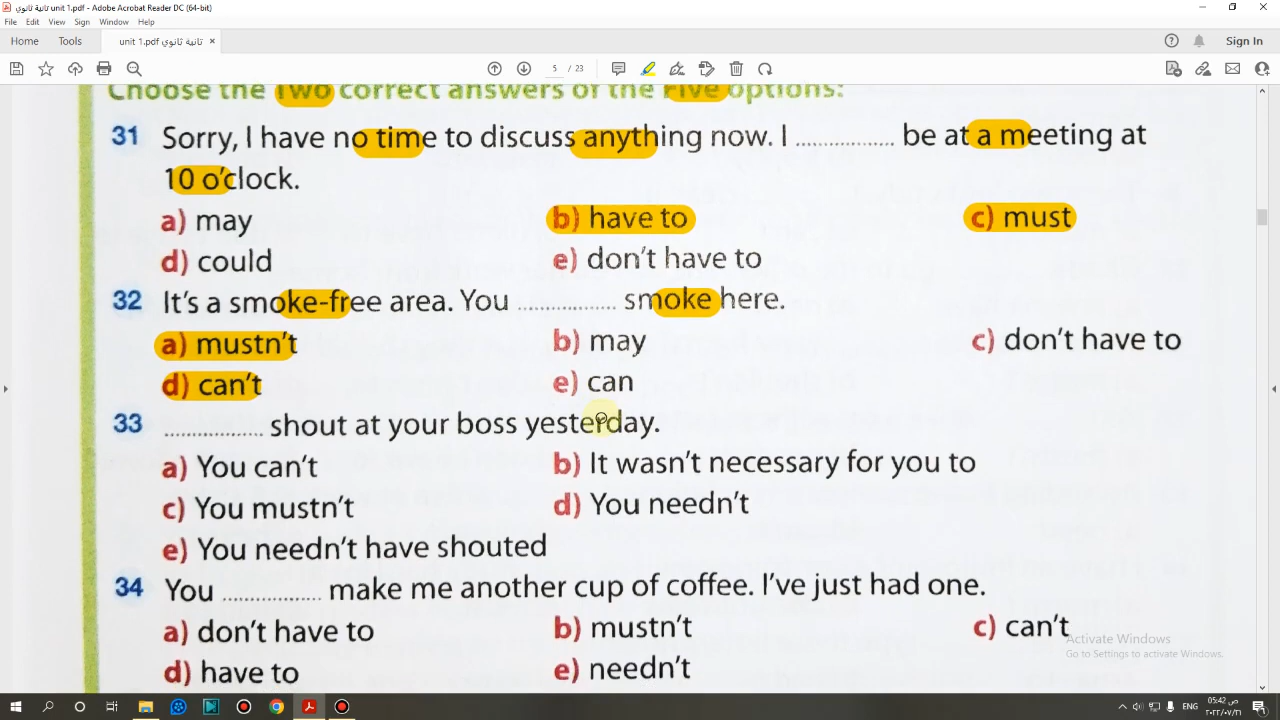 تانية ثانوي unit 1.pdf - Adobe Acrobat Reader DC (64-bit)
File Edit View Sign Window Help
Home Tools تانية ثانوي unit 1.pdf × Sign In
5 / 23
Choose the Two correct answers of the Five options:
31 Sorry, I have no time to discuss anything now. I ............... be at a meeting at
10 o'clock.
a) may b) have to c) must
d) could e) don't have to
32 It's a smoke-free area. You ............... smoke here.
a) mustn't b) may c) don't have to
d) can't e) can
33 ............... shout at your boss yesterday.
a) You can't b) It wasn't necessary for you to
c) You mustn't d) You needn't
e) You needn't have shouted
34 You ............... make me another cup of coffee. I've just had one.
a) don't have to b) mustn't c) can't
d) have to e) needn't
Activate Windows
Go to Settings to activate Windows.
ENG 05:42 ص
٢٠٢٢/٠٧/٢١